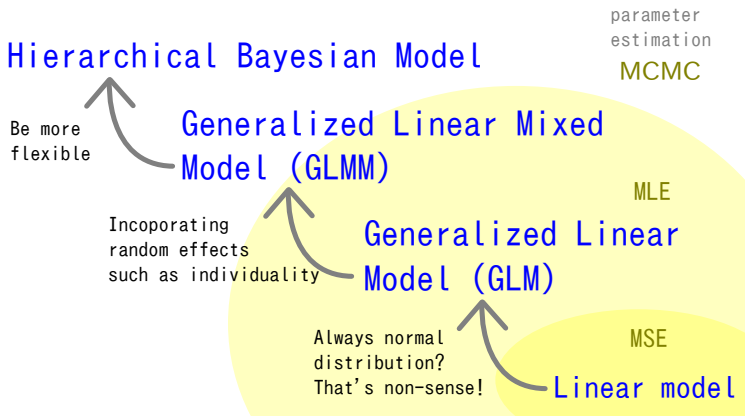 parameter
estimation
MCMC
Hierarchical Bayesian Model
Be more
flexible
Generalized Linear Mixed
Model (GLMM)
MLE
Incoporating
random effects
such as individuality
Generalized Linear
Model (GLM)
Always normal
distribution?
That's non-sense!
MSE
Linear model